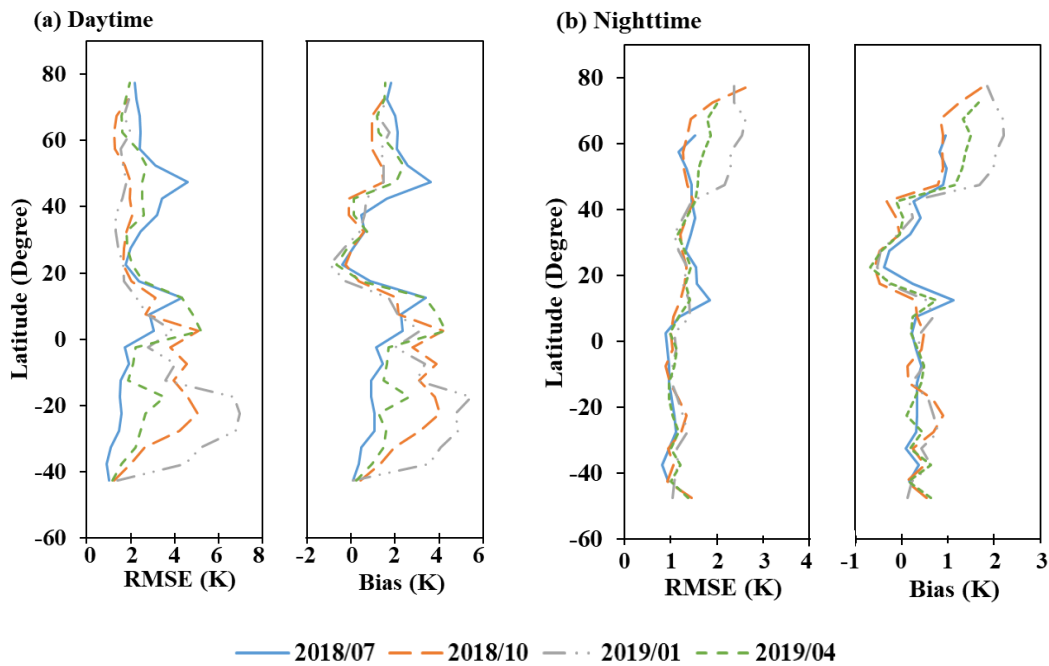 (a) Daytime
(b) Nighttime
Latitude (Degree)
80
60
40
20
0
-20
-40
-60
0 2 4 6 8
RMSE (K)
-2 0 2 4 6
Bias (K)
Latitude (Degree)
80
60
40
20
0
-20
-40
-60
0 1 2 3 4
RMSE (K)
-1 0 1 2 3
Bias (K)
2018/07 2018/10 2019/01 2019/04